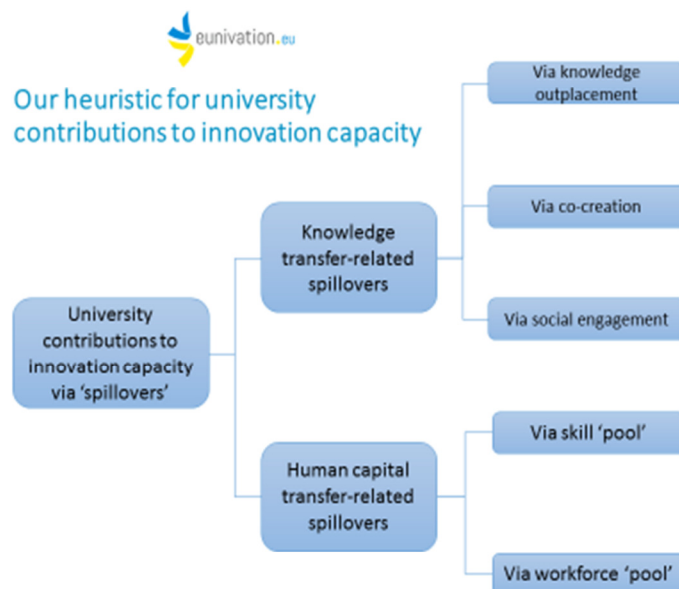 eunivation.eu
Our heuristic for university
contributions to innovation capacity
Via knowledge
outplacement
Via co-creation
Knowledge
transfer-related
spillovers
Via social engagement
University
contributions to
innovation capacity
via ‘spillovers’
Via skill ‘pool’
Human capital
transfer-related
spillovers
Via workforce ‘pool’